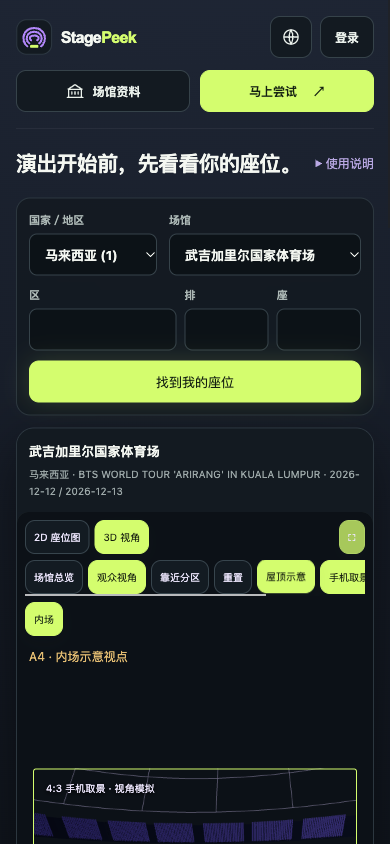 StagePeek
登录
场馆资料
马上尝试 ↗
演出开始前，先看看你的座位。 ▶ 使用说明
国家 / 地区 场馆
马来西亚 (1) 武吉加里尔国家体育场
区 排 座
找到我的座位
武吉加里尔国家体育场
马来西亚 · BTS WORLD TOUR 'ARIRANG' IN KUALA LUMPUR · 2026-
12-12 / 2026-12-13
2D 座位图 3D 视角
场馆总览 观众视角 靠近分区 重置 屋顶示意 手机取景
内场
A4 · 内场示意视点
4:3 手机取景 · 视角模拟